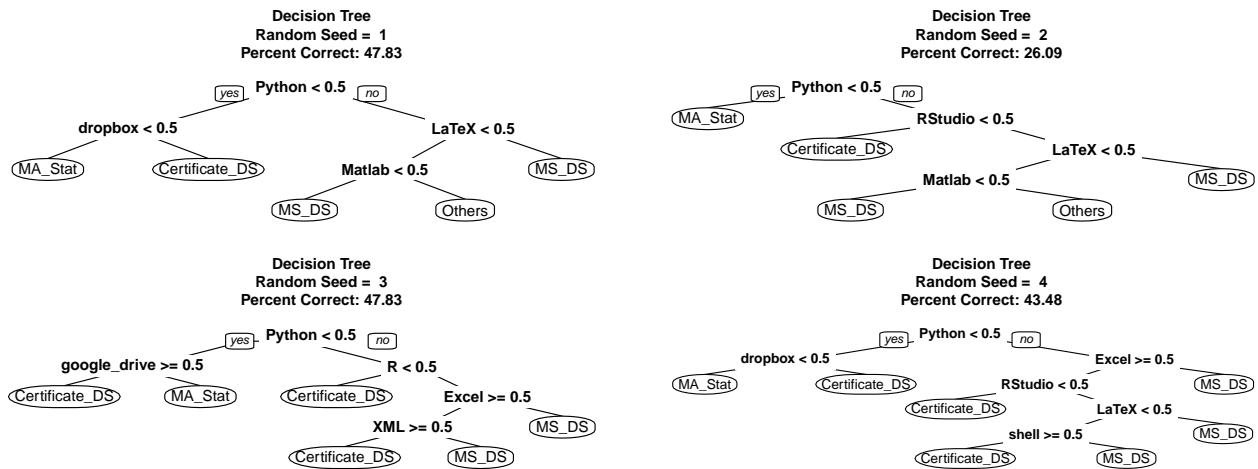 Decision Tree
Random Seed = 1
Percent Correct: 47.83
yes Python < 0.5 no
dropbox < 0.5 LaTeX < 0.5
MA_Stat Certificate_DS Matlab < 0.5 MS_DS
MS_DS Others
Decision Tree
Random Seed = 2
Percent Correct: 26.09
yes Python < 0.5 no
MA_Stat RStudio < 0.5
Certificate_DS LaTeX < 0.5
Matlab < 0.5 MS_DS
MS_DS Others
Decision Tree
Random Seed = 3
Percent Correct: 47.83
yes Python < 0.5 no
google_drive >= 0.5 R < 0.5
Certificate_DS MA_Stat Certificate_DS Excel >= 0.5
XML >= 0.5 MS_DS
Certificate_DS MS_DS
Decision Tree
Random Seed = 4
Percent Correct: 43.48
yes Python < 0.5 no
dropbox < 0.5 Excel >= 0.5
MA_Stat Certificate_DS RStudio < 0.5 MS_DS
Certificate_DS LaTeX < 0.5
shell >= 0.5 MS_DS
Certificate_DS MS_DS